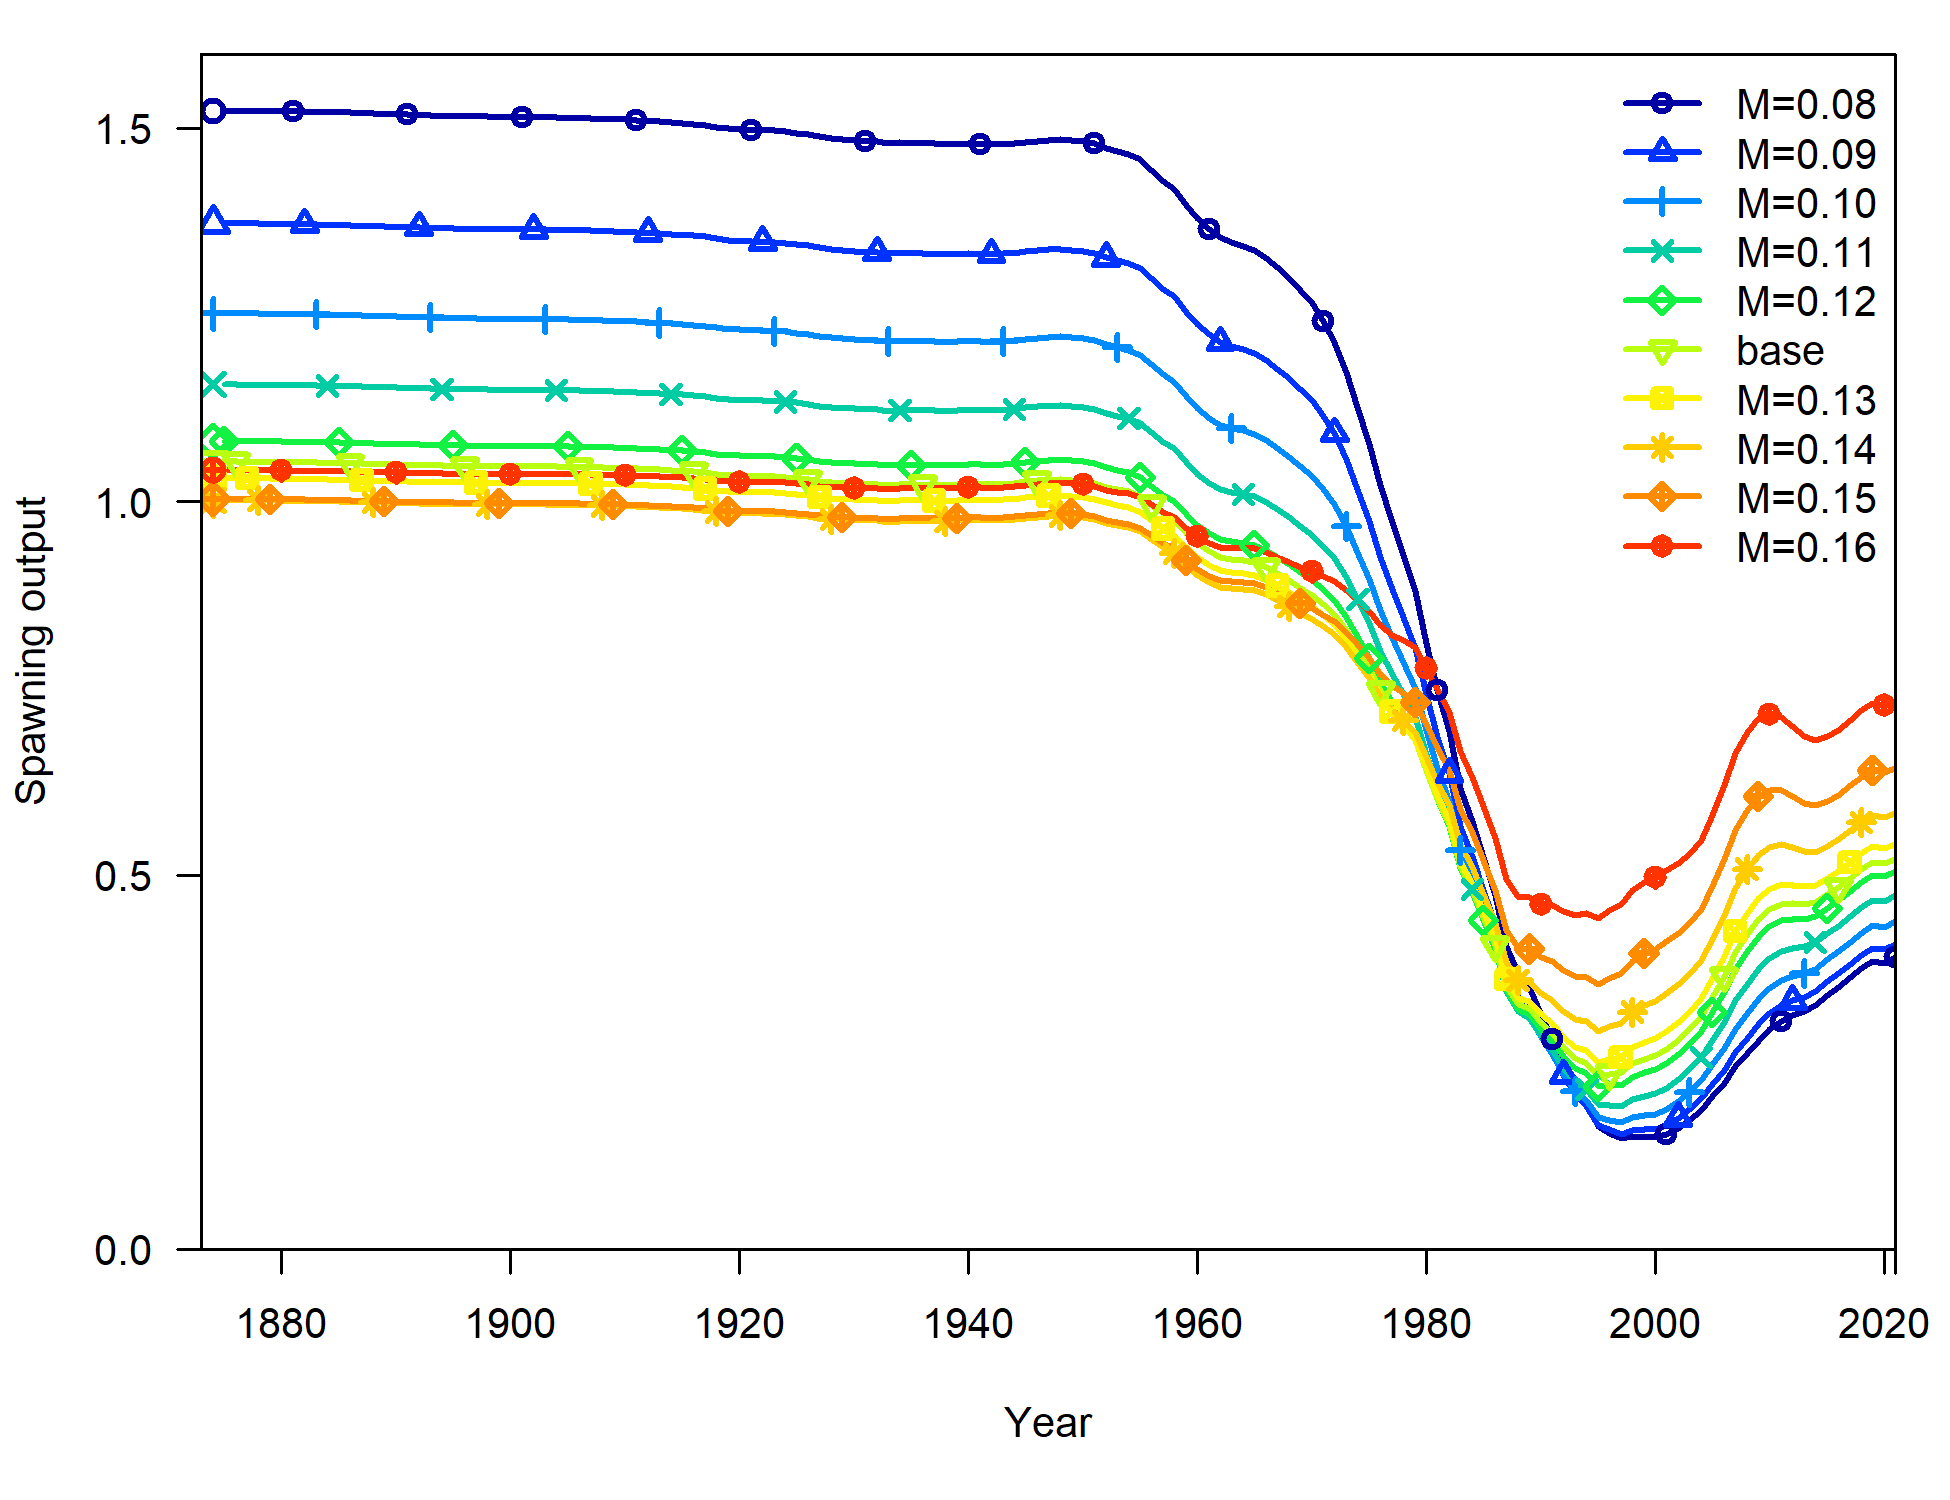 M=0.08
M=0.09
M=0.10
M=0.11
M=0.12
base
M=0.13
M=0.14
M=0.15
M=0.16
Spawning output
1.5
1.0
0.5
0.0
1880 1900 1920 1940 1960 1980 2000 2020
Year